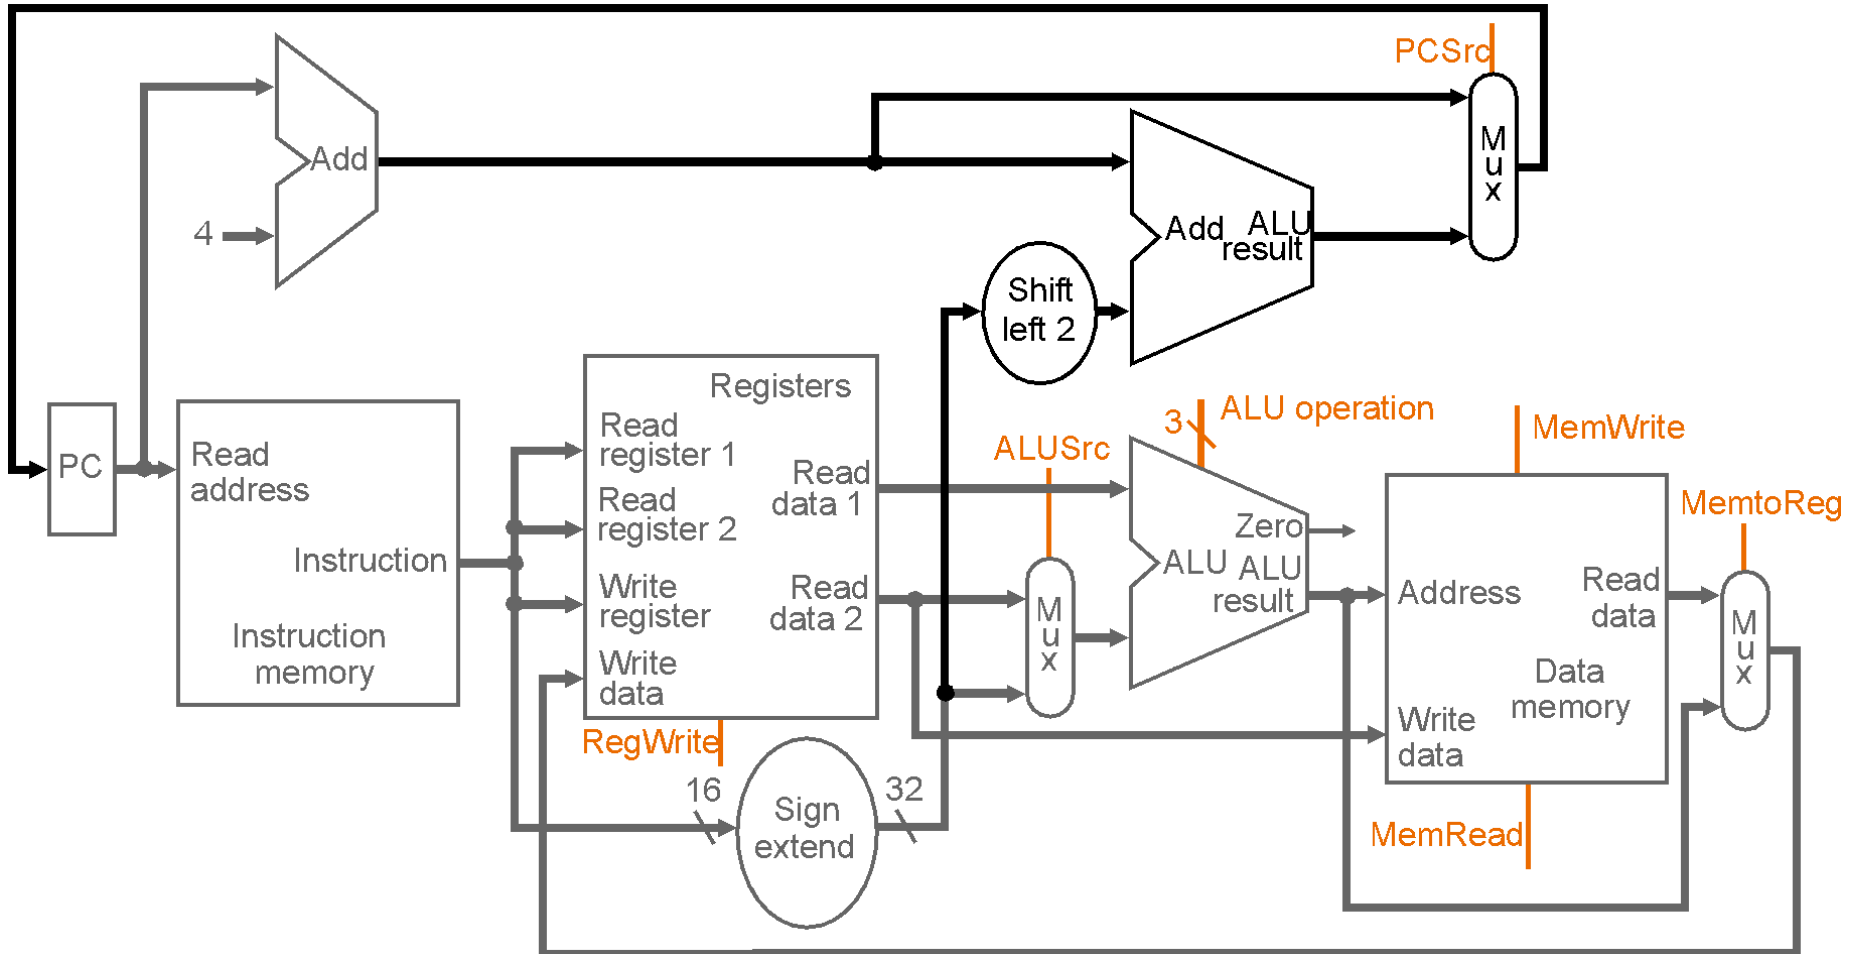 PCSrc
Add
4
M
u
x
Add
ALU
result
Shift
left 2
PC
Read
address
Instruction
Instruction
memory
Registers
Read
register 1
Read
register 2
Write
register
Write
data
Read
data 1
Read
data 2
RegWrite
16
Sign
extend
32
ALUSrc
M
u
x
3
ALU operation
Zero
ALU
ALU
result
MemWrite
Address
Read
data
Data
memory
Write
data
MemRead
MemtoReg
M
u
x